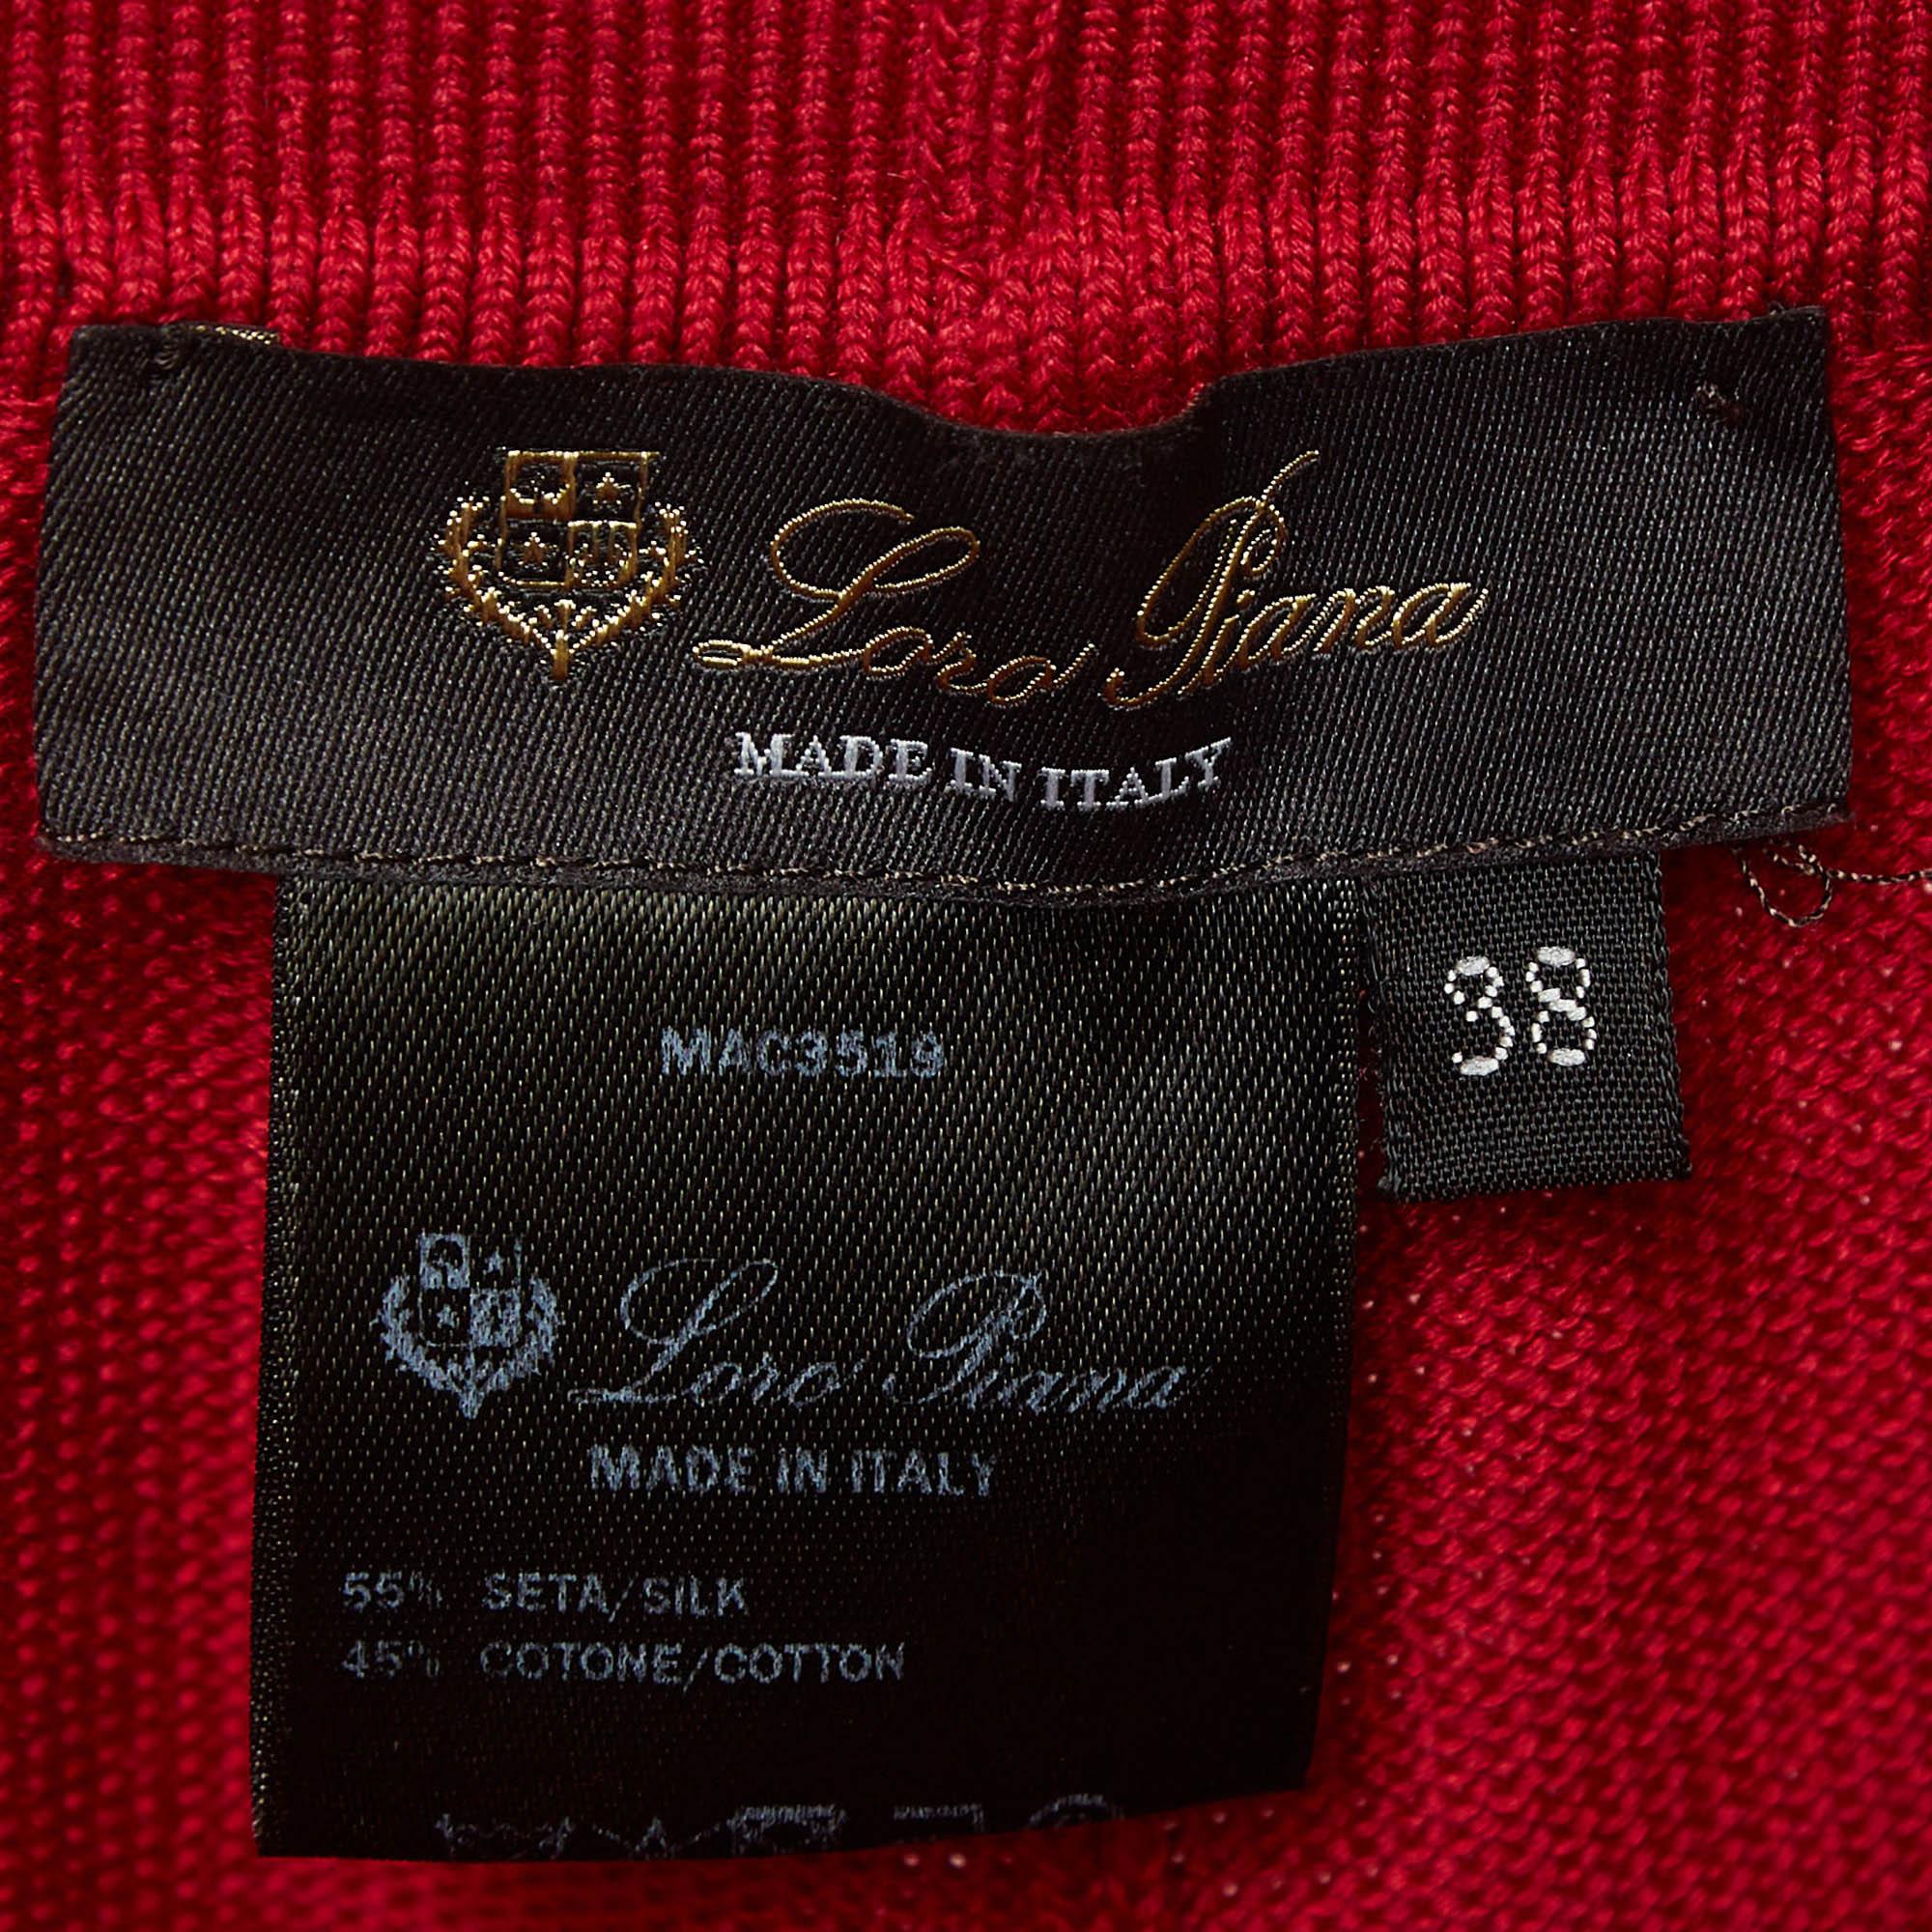 Loro Piana
MADE IN ITALY
38
MAC3519
Loro Piana
MADE IN ITALY
55% SETA/SILK
45% COTONE/COTTON